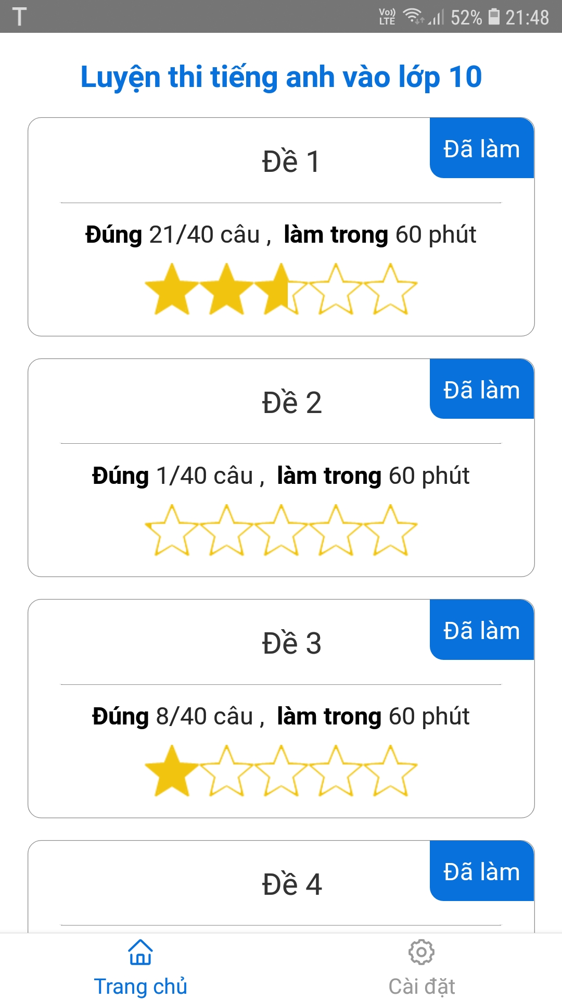 T Vo)) LTE 52% 21:48
Luyện thi tiếng anh vào lớp 10
Đã làm
Đề 1
Đúng 21/40 câu , làm trong 60 phút
Đã làm
Đề 2
Đúng 1/40 câu , làm trong 60 phút
Đã làm
Đề 3
Đúng 8/40 câu , làm trong 60 phút
Đã làm
Đề 4
Trang chủ Cài đặt